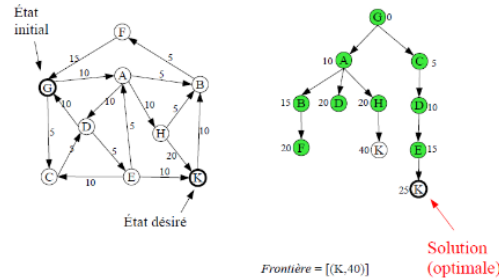 État
initial
F
15
5
G
10
A
5
B
10
10
10
5
D
H
5
5
5
5
20
10
C
10
E
10
K
État désiré
G 0
10 A
C 5
15 B
20 D
20 H
D 10
20 F
40 K
E 15
25 K
Solution
(optimale)
Frontière = [(K,40)]